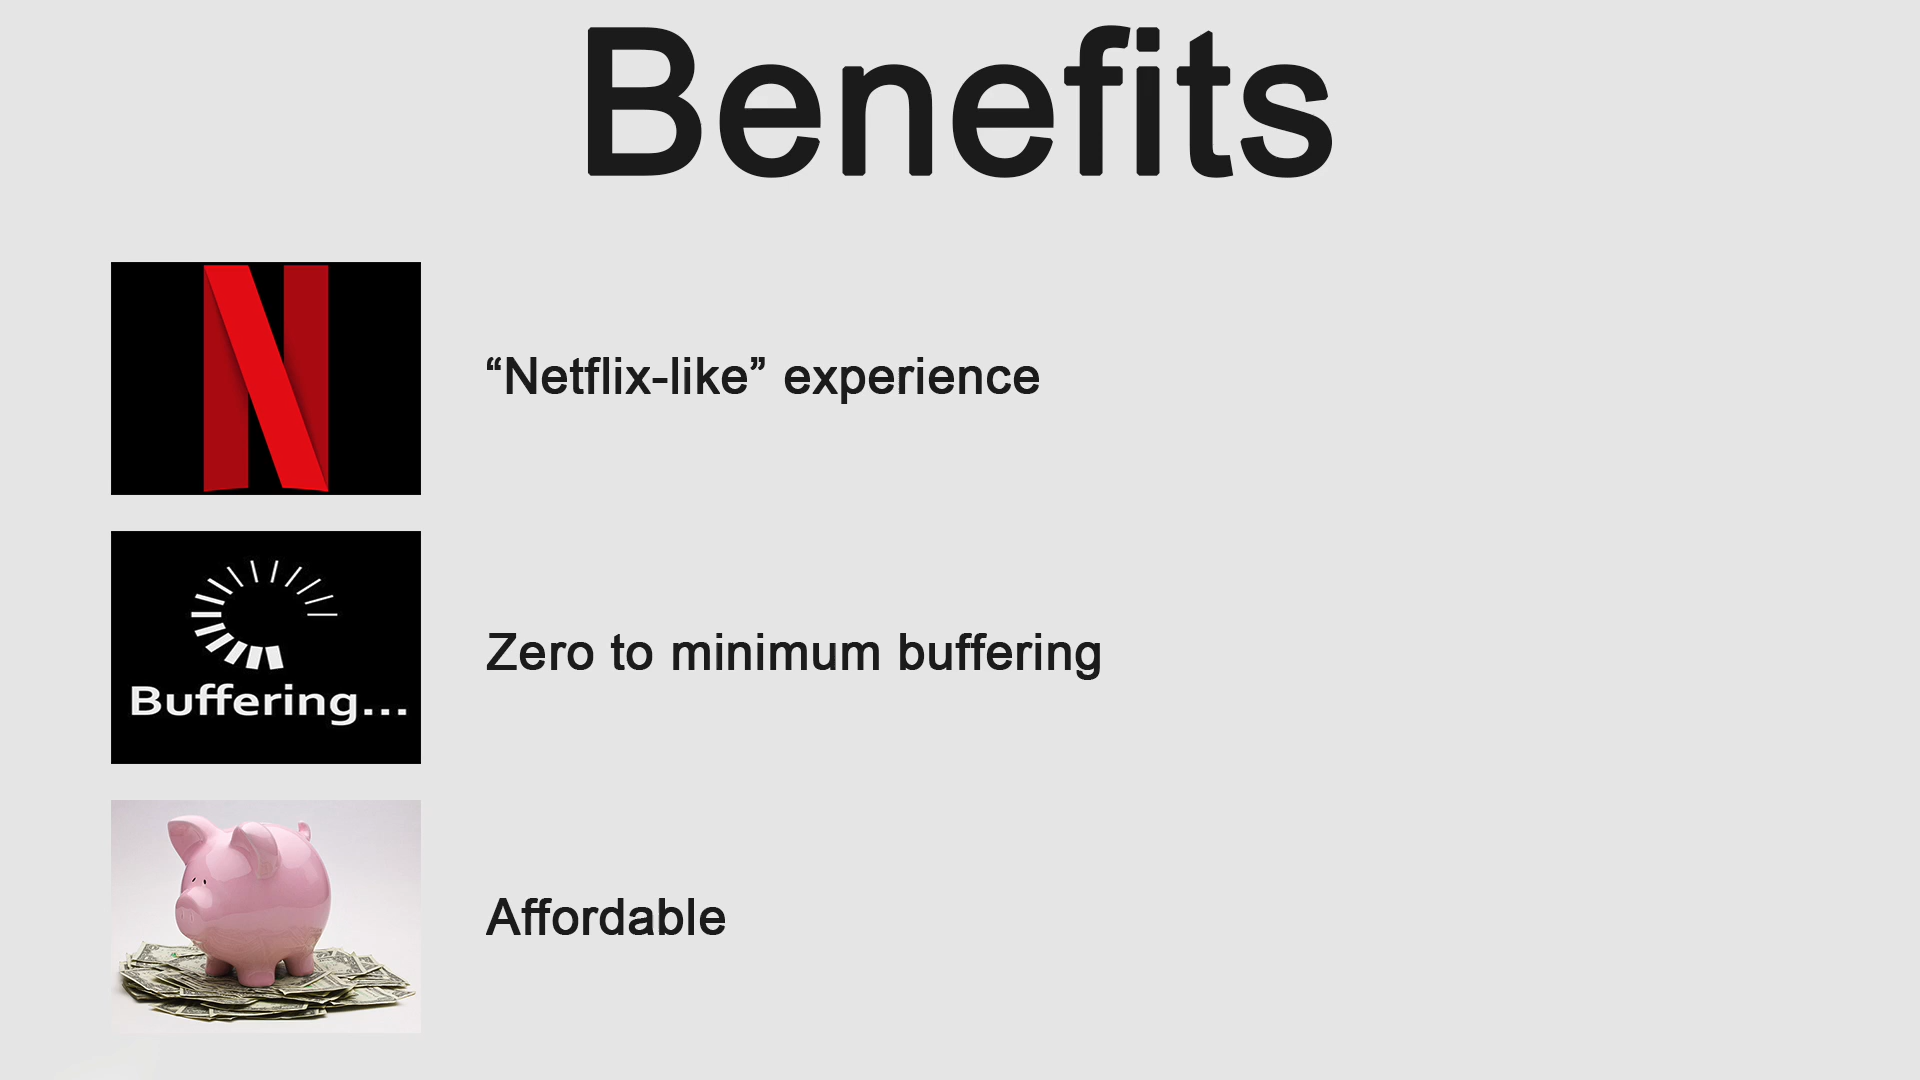 Benefits
“Netflix-like” experience
Buffering...
Zero to minimum buffering
Affordable